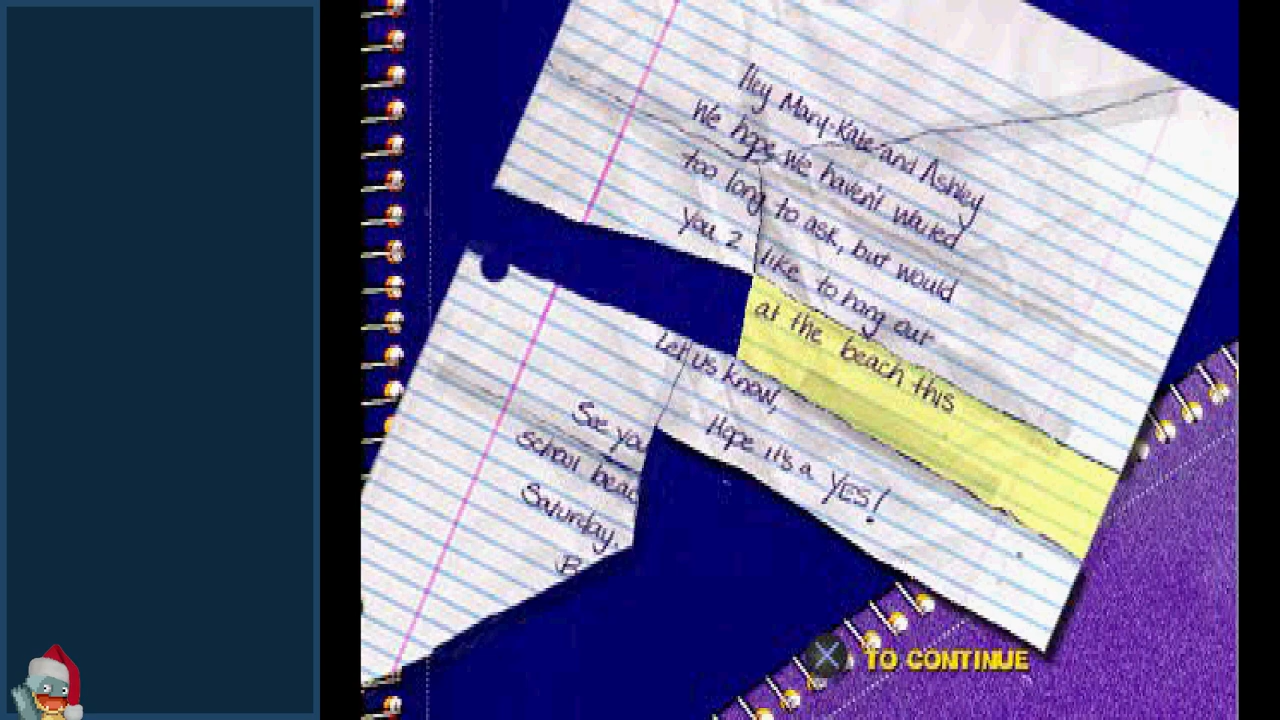 Hey Mary-Kate and Ashley
We hope we haven't waited
too long to ask, but would
you 2 like to hang out
at the beach this
Let us know,
Hope it's a YES!
See you
school beac
Saturday.
B
TO CONTINUE